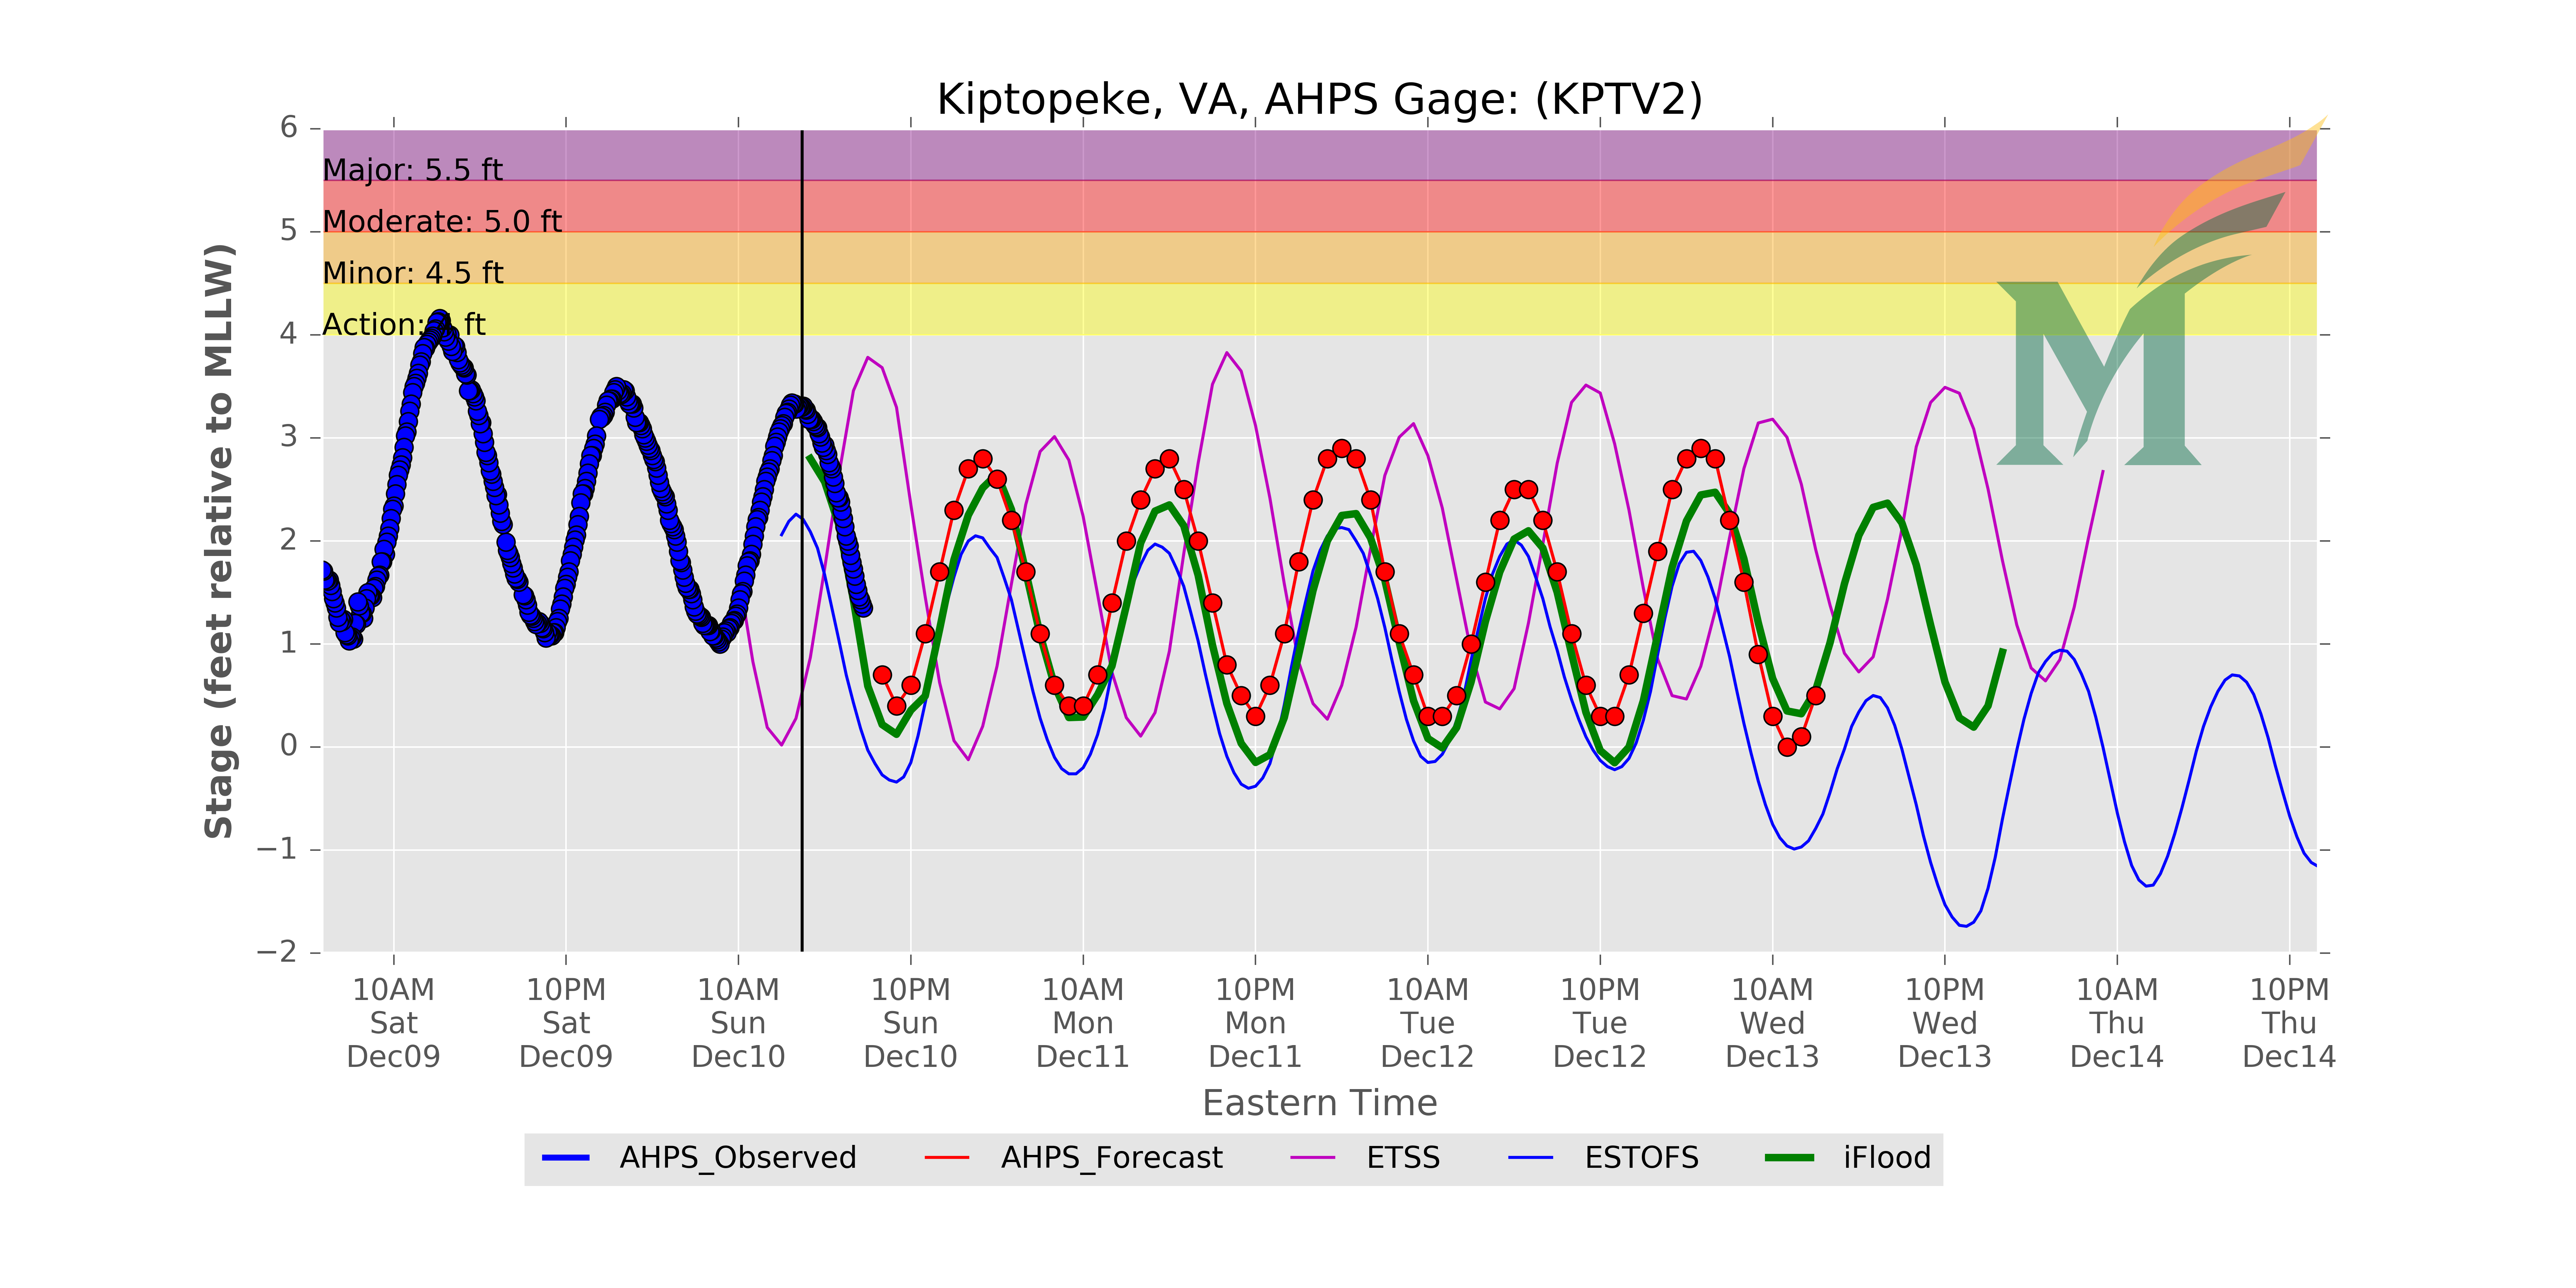 Kiptopeke, VA, AHPS Gage: (KPTV2)
6
Major: 5.5 ft
Moderate: 5.0 ft
5
Minor: 4.5 ft
Action: ft
4
3
2
1
0
−1
−2
Stage (feet relative to MLLW)
10AM 10PM 10AM 10PM 10AM 10PM 10AM 10PM 10AM 10PM 10AM 10PM
Sat Sat Sun Sun Mon Mon Tue Tue Wed Wed Thu Thu
Dec09 Dec09 Dec10 Dec10 Dec11 Dec11 Dec12 Dec12 Dec13 Dec13 Dec14 Dec14
Eastern Time
AHPS_Observed AHPS_Forecast ETSS ESTOFS iFlood